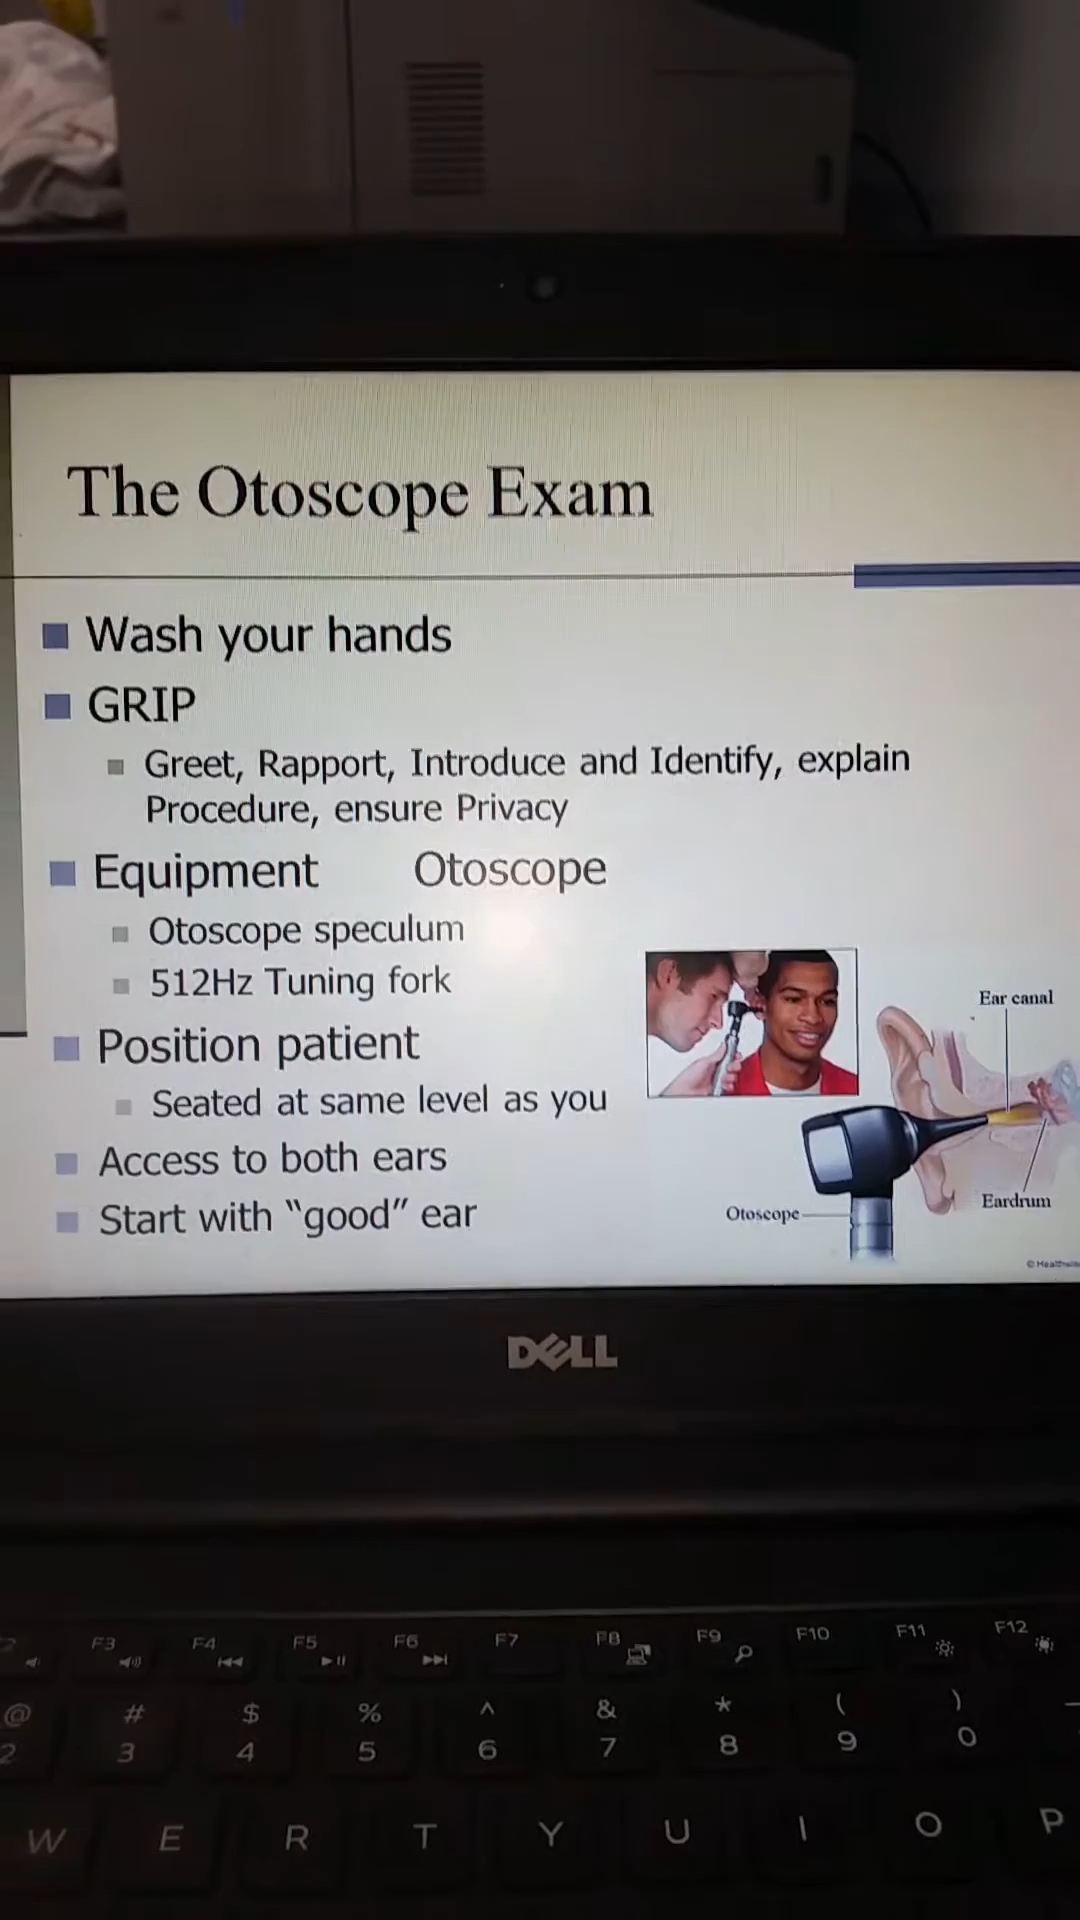 The Otoscope Exam
Wash your hands
GRIP
Greet, Rapport, Introduce and Identify, explain
Procedure, ensure Privacy
Equipment Otoscope
Otoscope speculum
512Hz Tuning fork
Position patient
Seated at same level as you
Access to both ears
Start with "good" ear
Ear canal
Eardrum
Otoscope
DELL
F3 F4 F5 F6 F7 F8 F9 F10 F11 F12
@ # $ % ^ & * ( )
2 3 4 5 6 7 8 9 0
W E R T Y U I O P